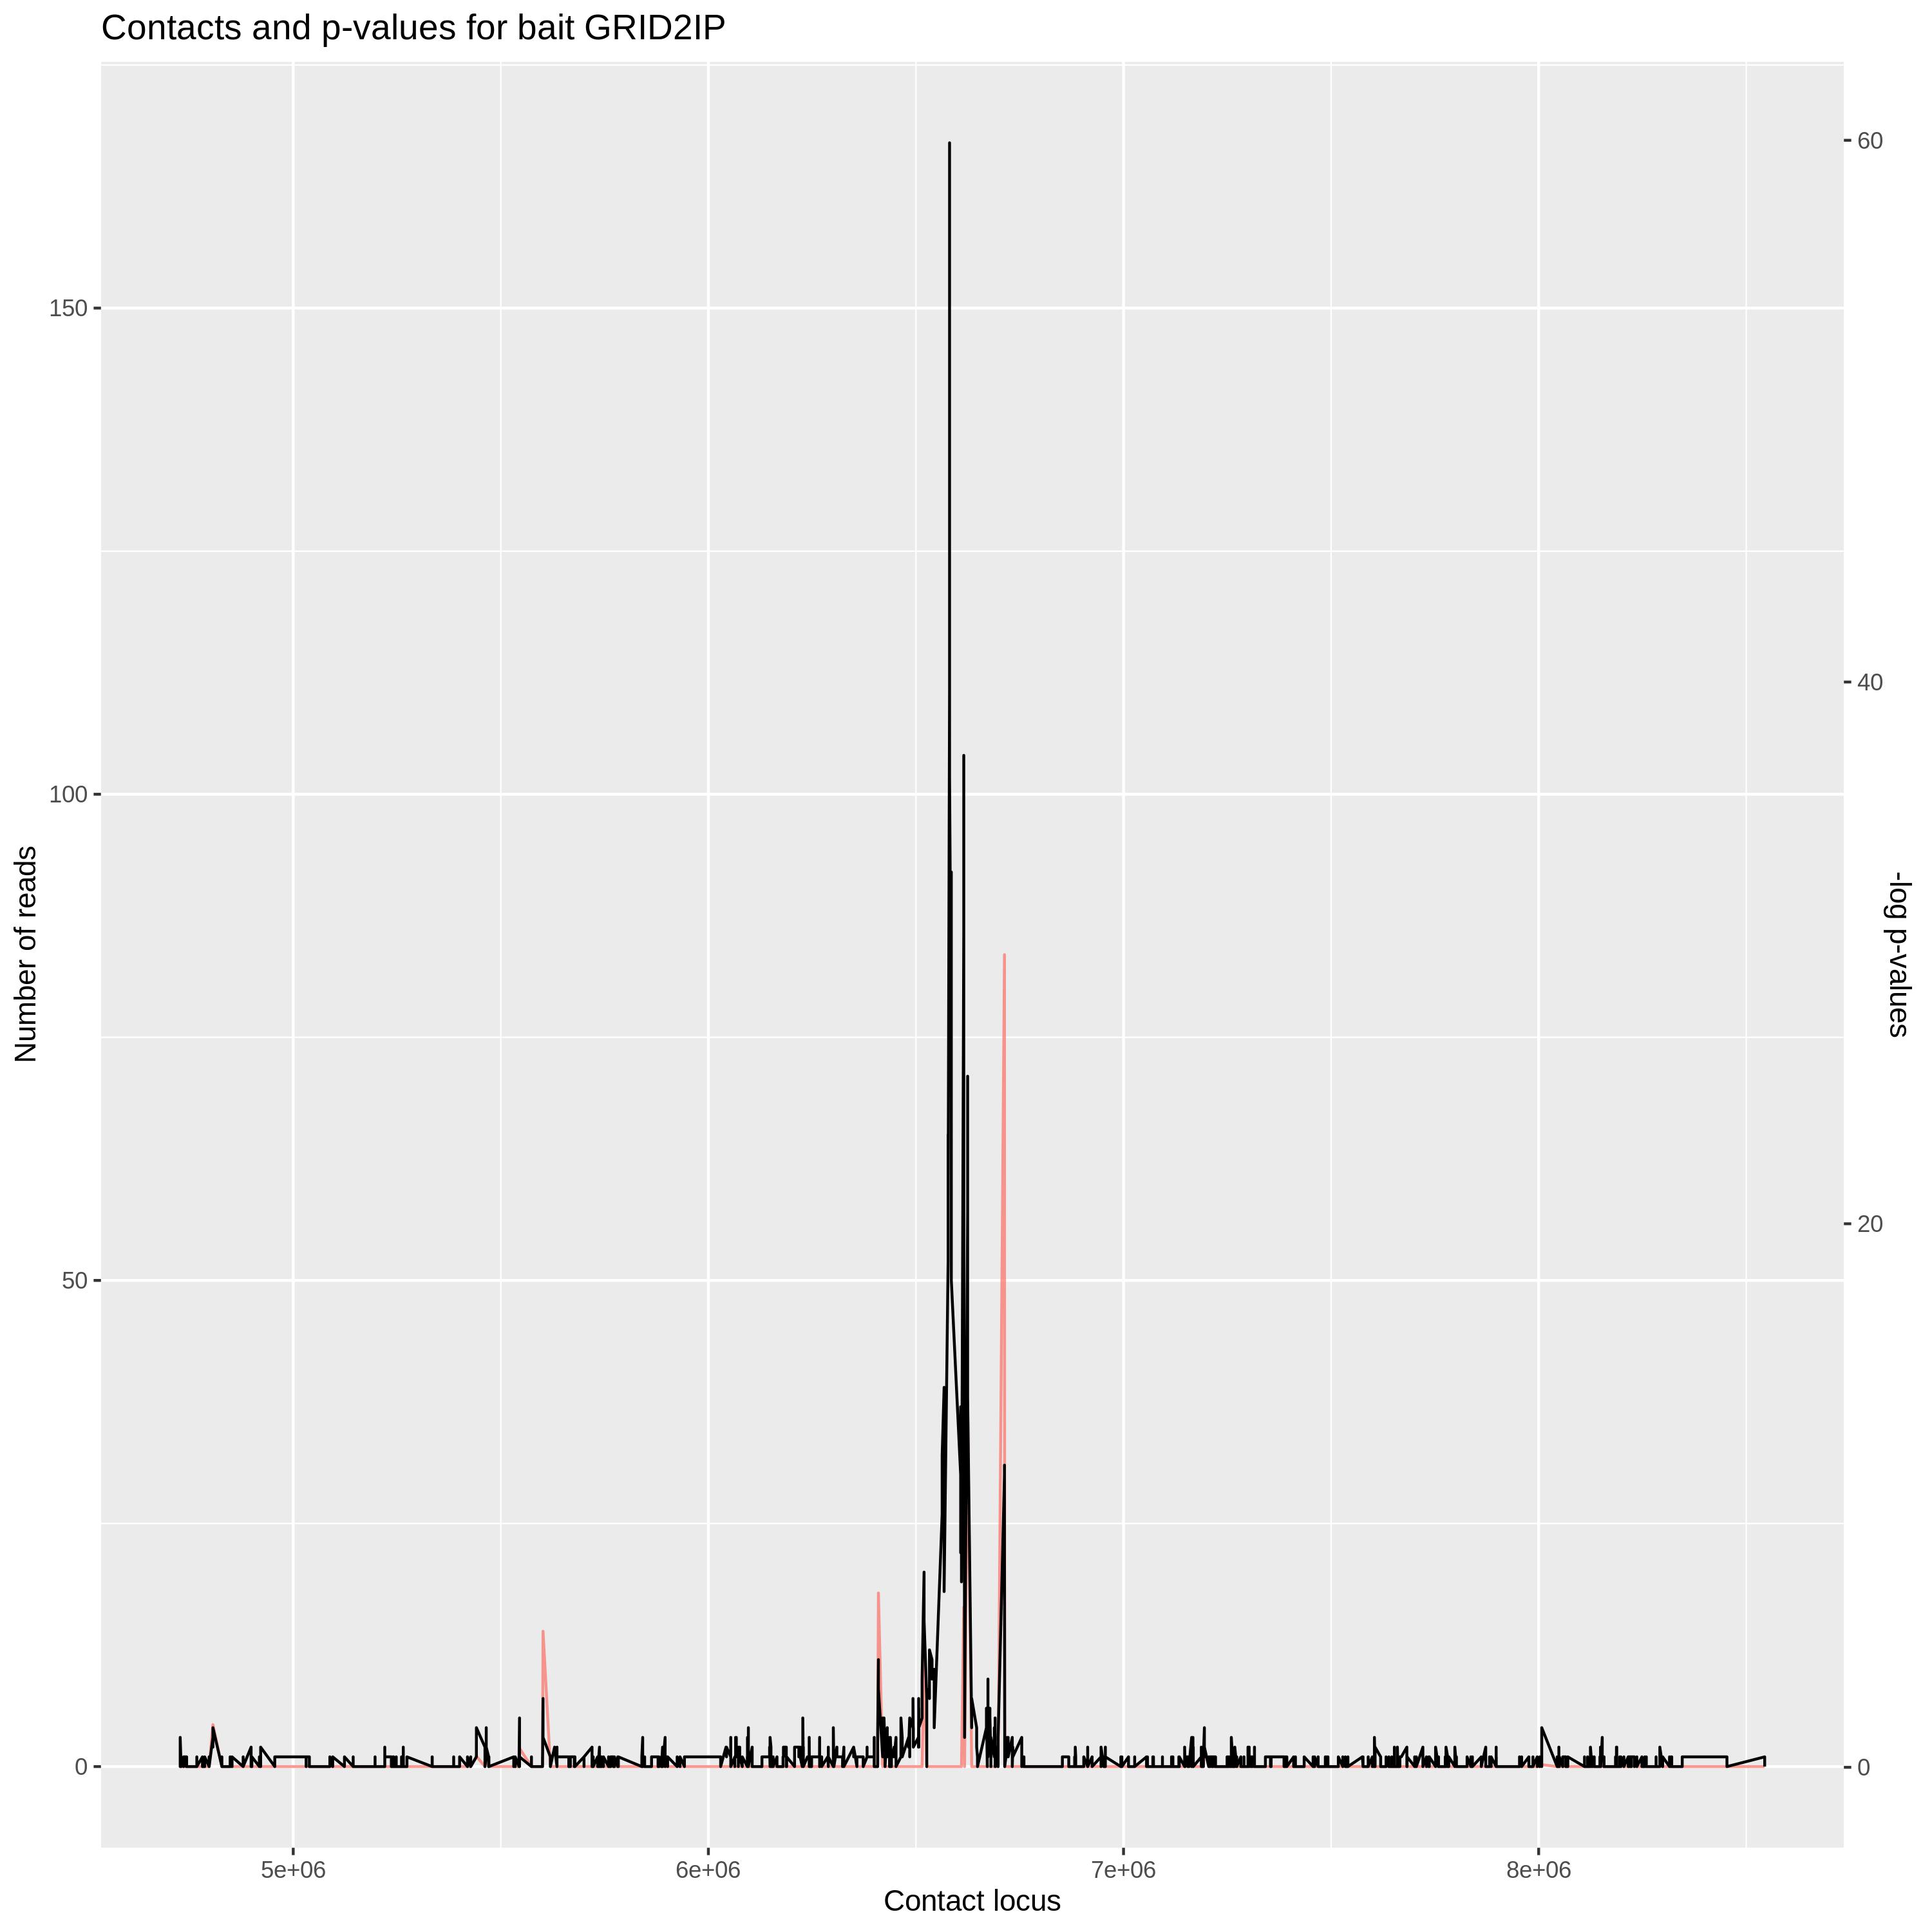 Contacts and p-values for bait GRID2IP
Number of reads
150
100
50
0
60
40
20
0
-log p-values
5e+06
6e+06
7e+06
8e+06
Contact locus